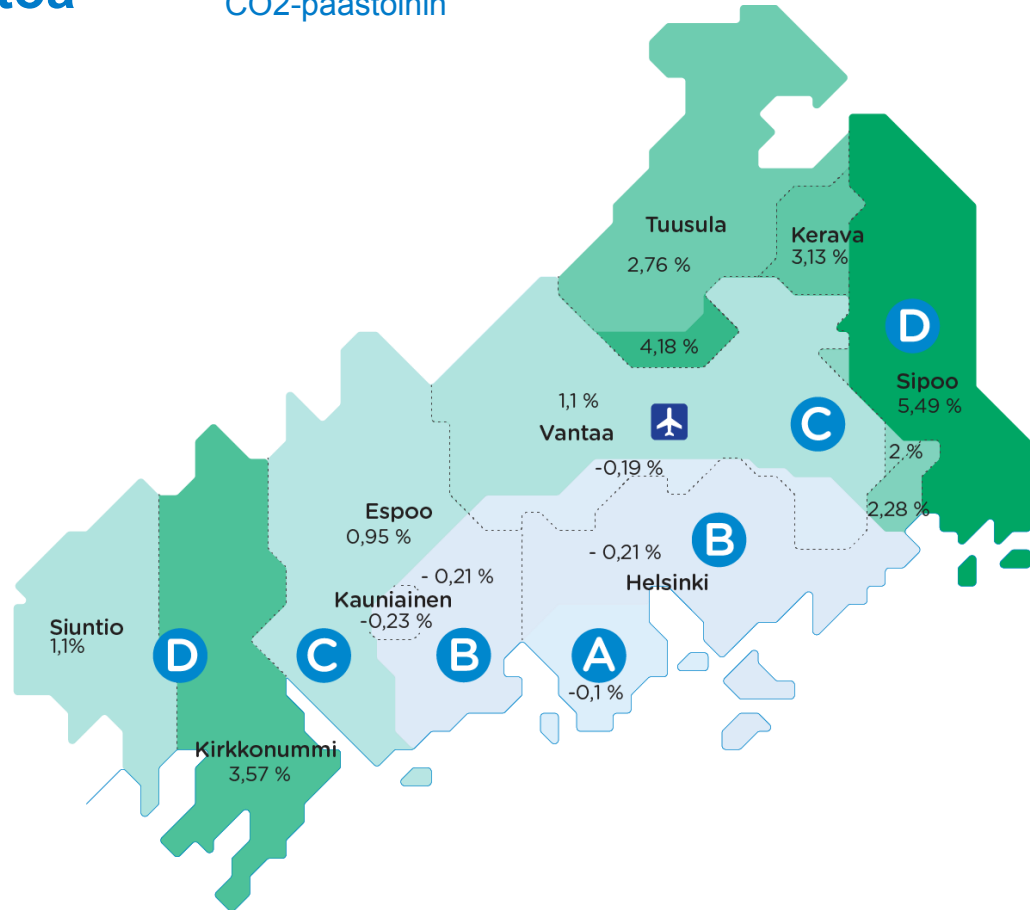 CO2-päästöihin
Tuusula
2,76 %
Kerava
3,13 %
D
4,18 %
Sipoo
5,49 %
1,1 %
Vantaa
C
-0,19 %
2 %
2,28 %
Espoo
0,95 %
B
- 0,21 %
Helsinki
- 0,21 %
Kauniainen
-0,23 %
Siuntio
1,1%
D
C
B
A
-0,1 %
Kirkkonummi
3,57 %